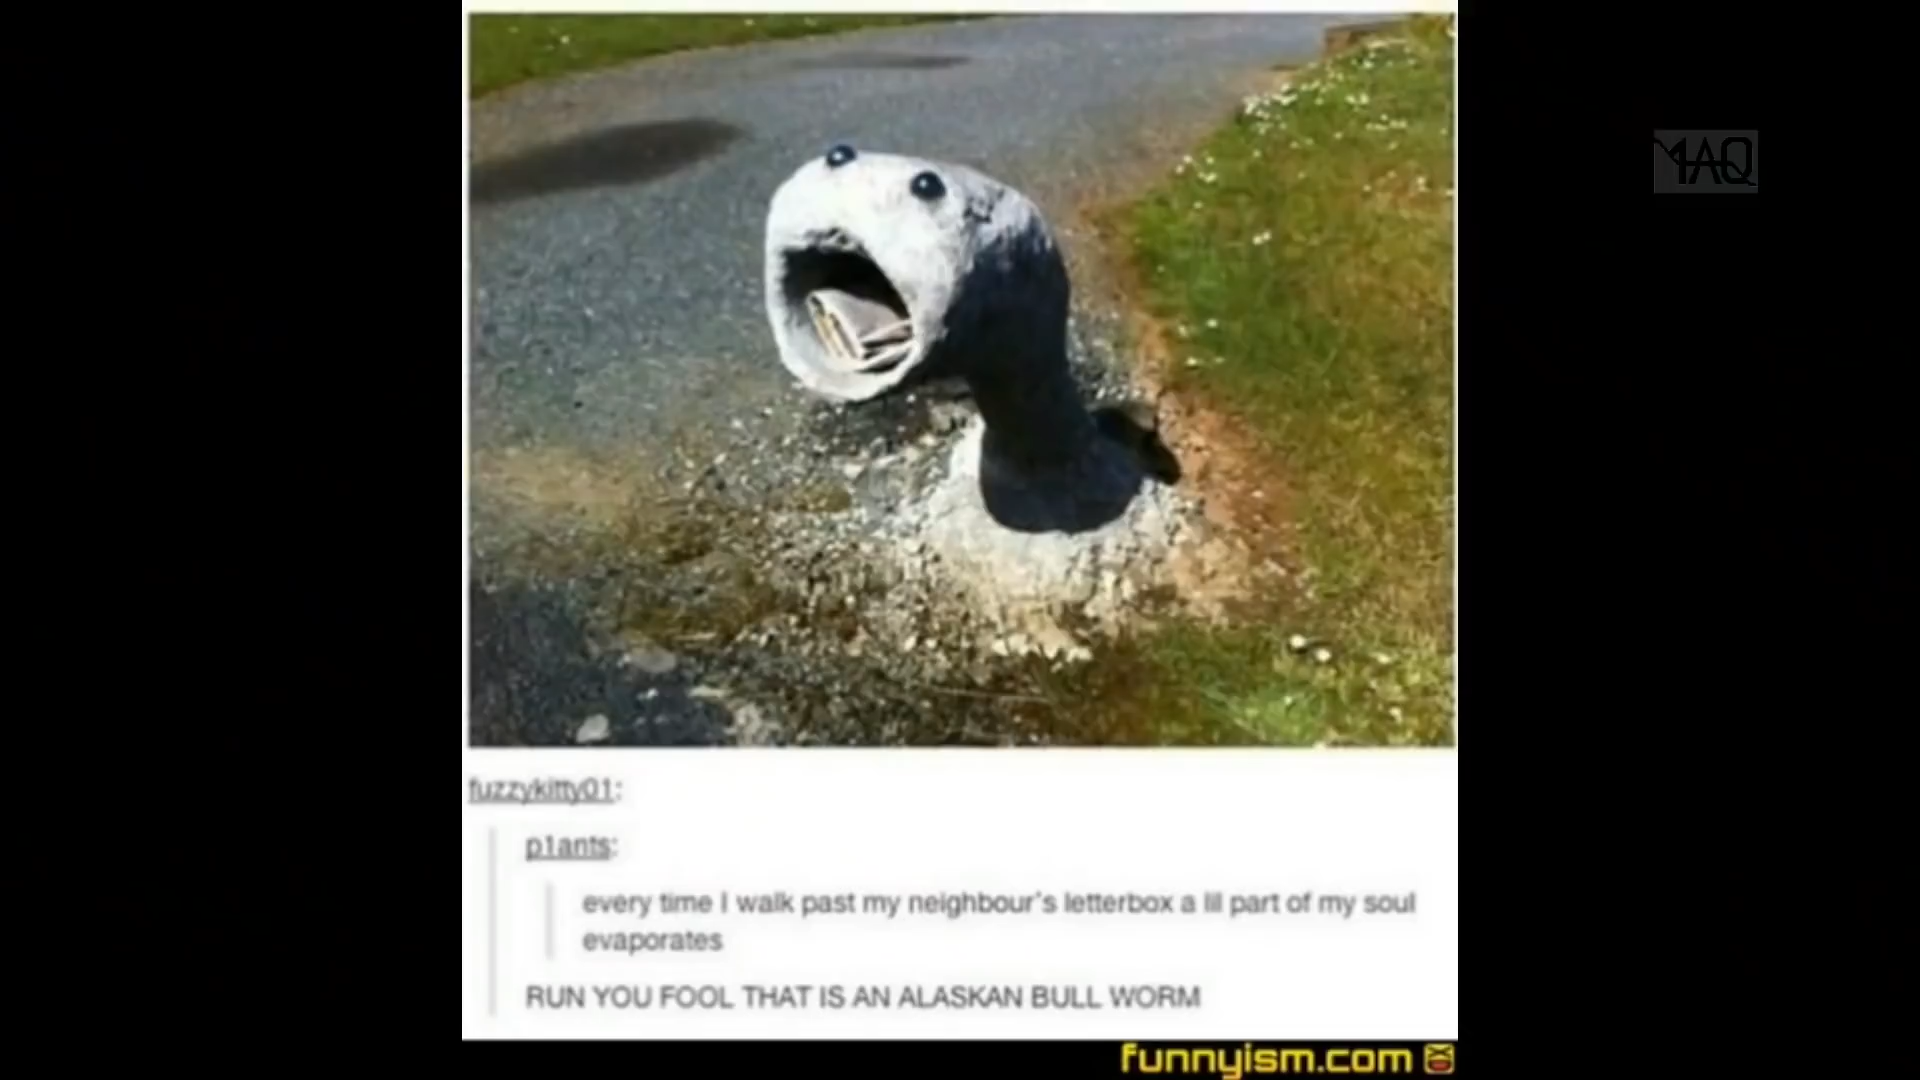 MAQ
fuzzykitty01:
p1ants:
every time I walk past my neighbour's letterbox a lil part of my soul
evaporates
RUN YOU FOOL THAT IS AN ALASKAN BULL WORM
funnyism.com